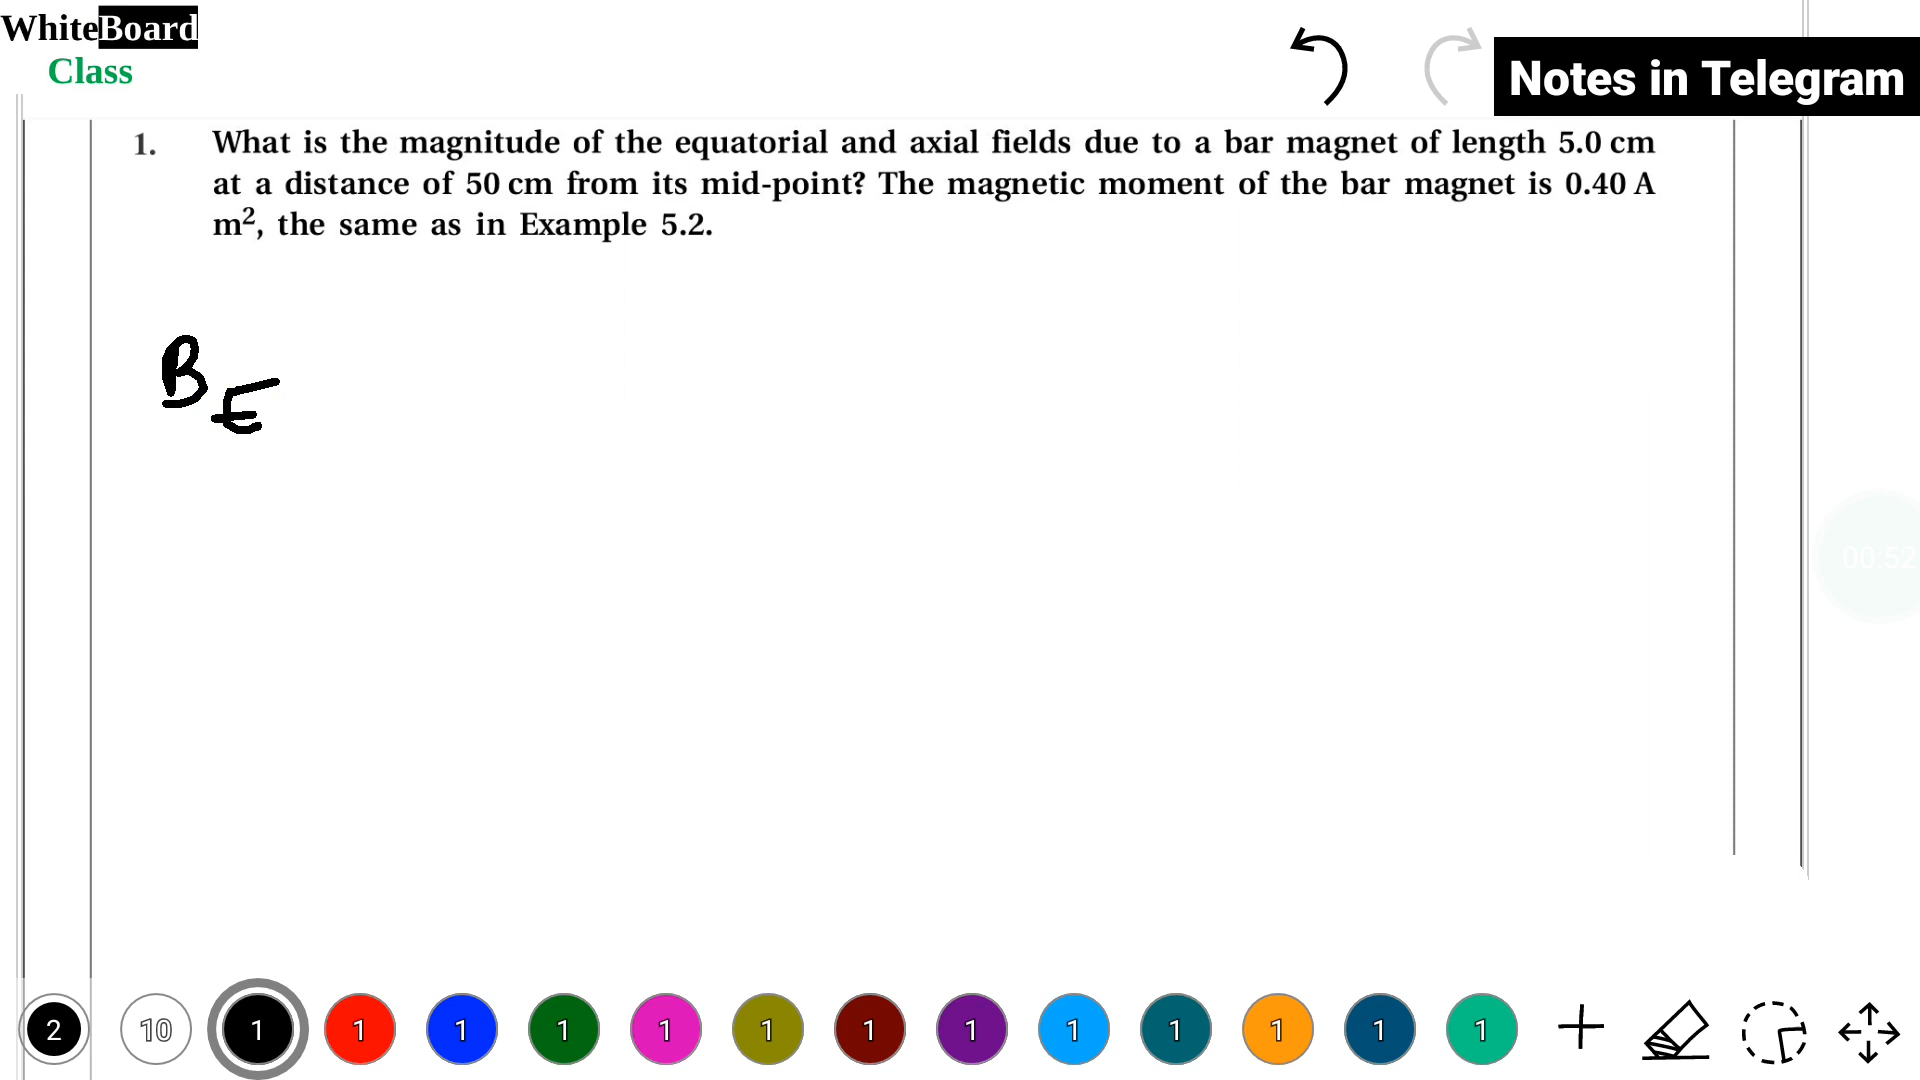 WhiteBoard
Class
Notes in Telegram
1. What is the magnitude of the equatorial and axial fields due to a bar magnet of length 5.0 cm
at a distance of 50 cm from its mid-point? The magnetic moment of the bar magnet is 0.40 A
m², the same as in Example 5.2.
B_E
00:52
2 10 1 1 1 1 1 1 1 1 1 1 1 1 1